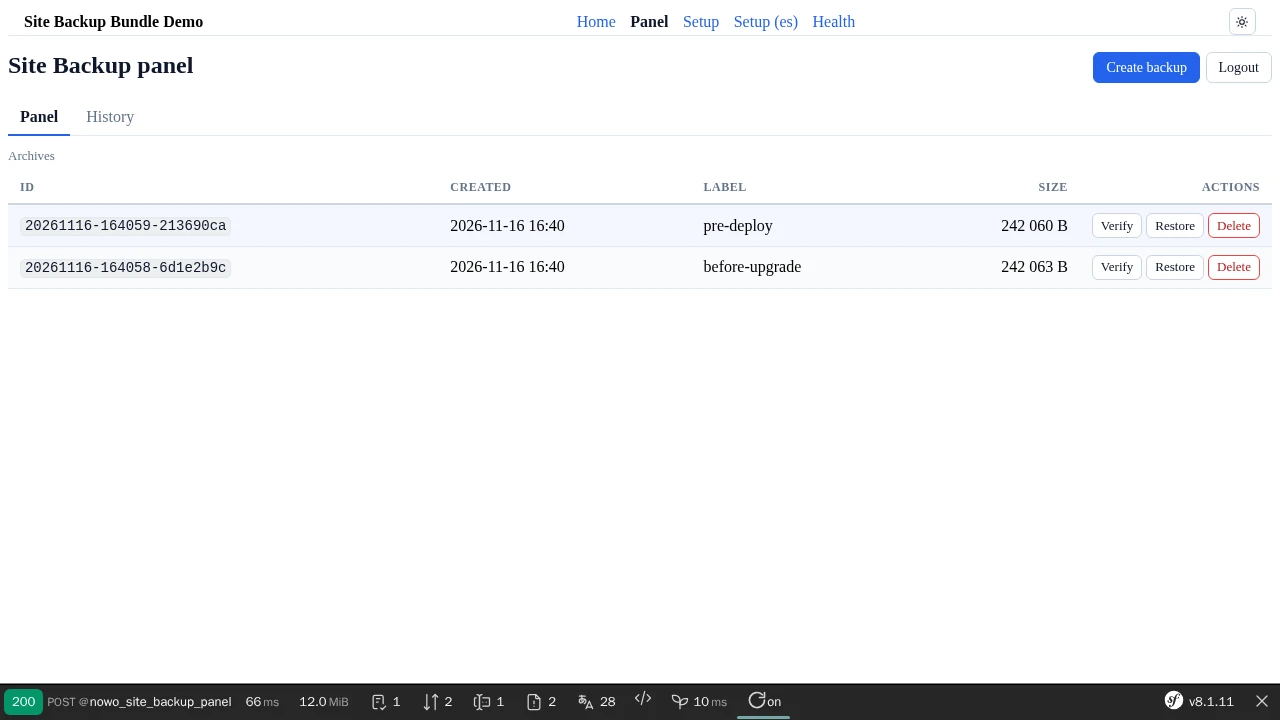 Site Backup Bundle Demo Home Panel Setup Setup (es) Health
Site Backup panel Create backup Logout
Panel History
Archives
ID CREATED LABEL SIZE ACTIONS
20261116-164059-213690ca 2026-11-16 16:40 pre-deploy 242 060 B Verify Restore Delete
20261116-164058-6d1e2b9c 2026-11-16 16:40 before-upgrade 242 063 B Verify Restore Delete
200 POST @nowo_site_backup_panel 66 ms 12.0 MiB 1 2 1 2 28 10 ms on v8.1.11